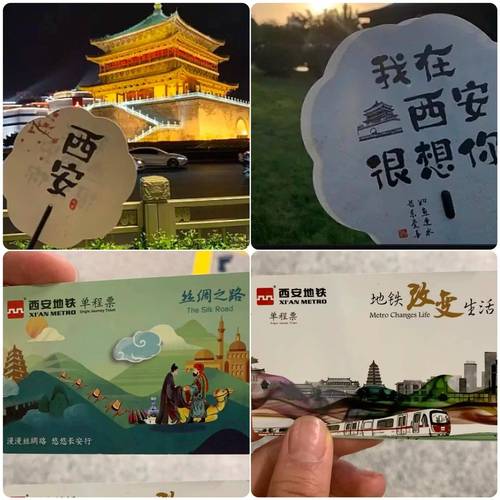 西安
我在
西安
很想你
西安地铁 单程票
XI'AN METRO Single Journey Ticket
丝绸之路
The Silk Road
漫漫丝绸路 悠悠长安行
西安地铁
XI'AN METRO
单程票
Single Journey Ticket
地铁改变生活
Metro Changes Life